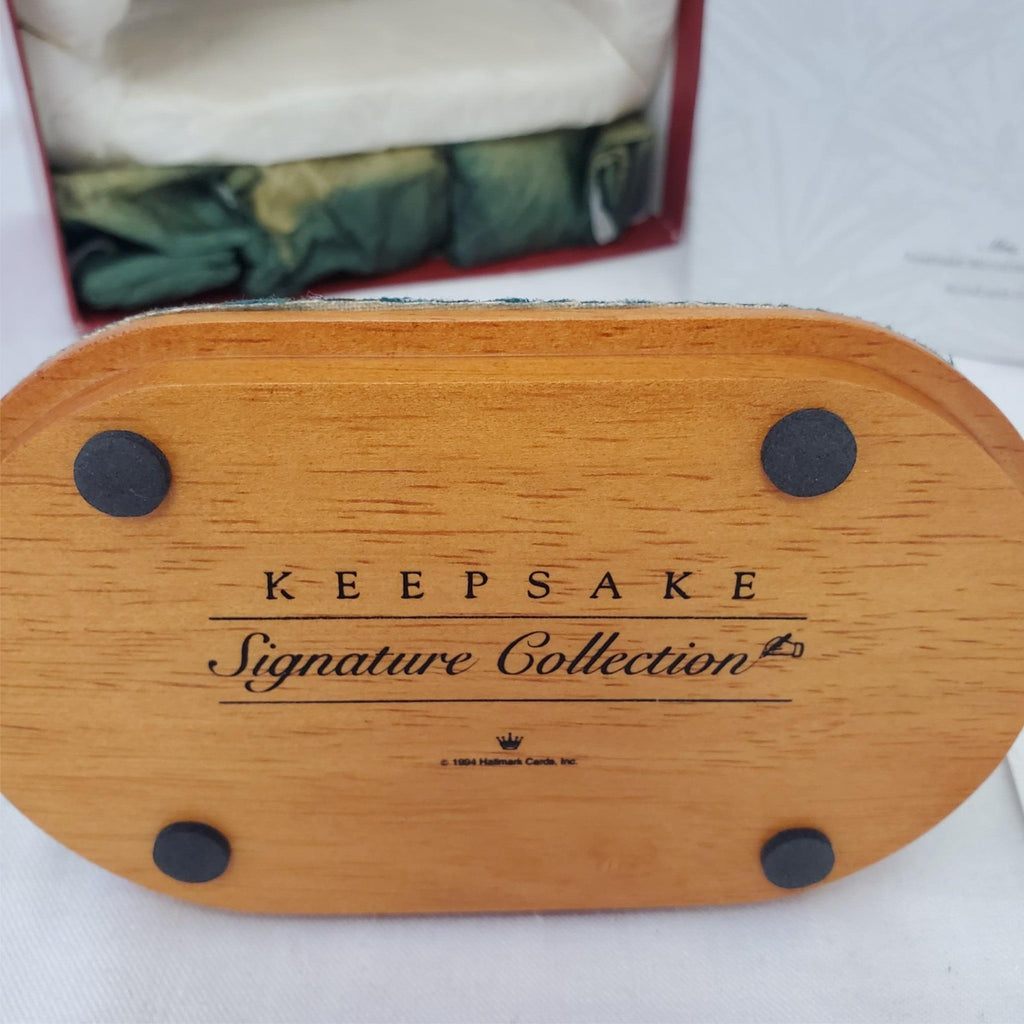 KEEPSAKE
Signature Collection
© 1994 Hallmark Cards, Inc.